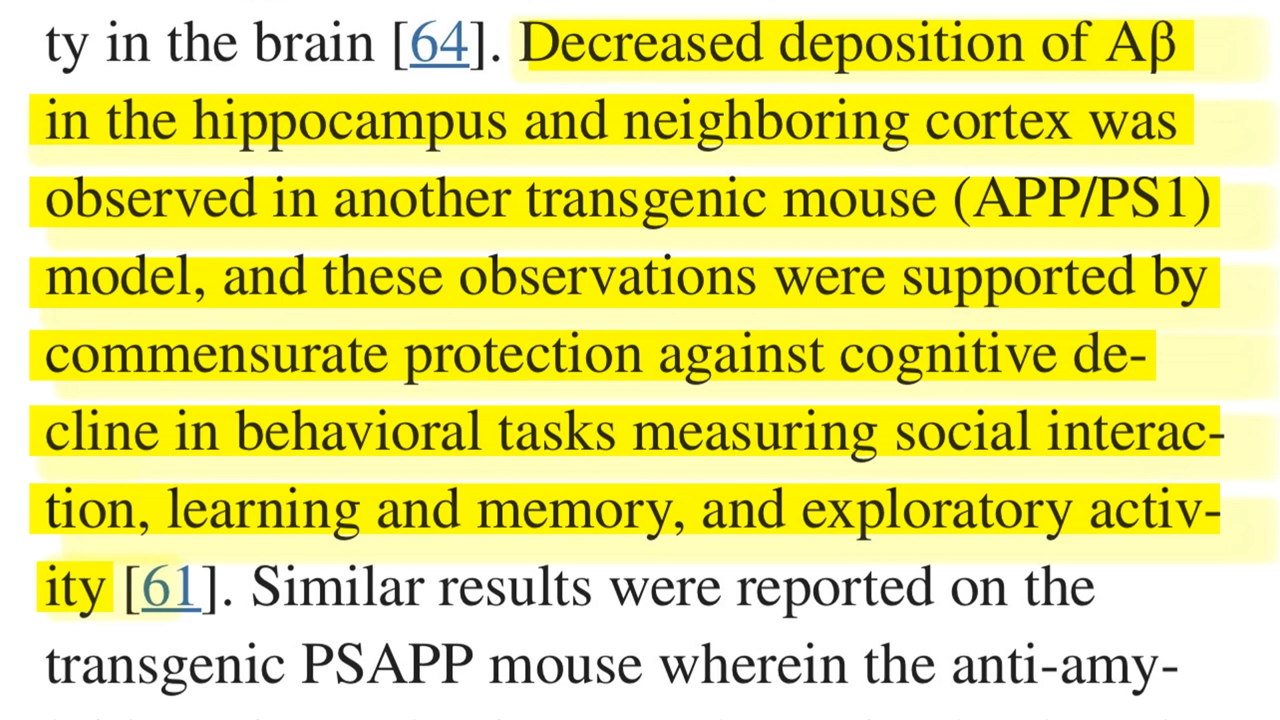 ty in the brain [64]. Decreased deposition of Aβ
in the hippocampus and neighboring cortex was
observed in another transgenic mouse (APP/PS1)
model, and these observations were supported by
commensurate protection against cognitive de-
cline in behavioral tasks measuring social interac-
tion, learning and memory, and exploratory activ-
ity [61]. Similar results were reported on the
transgenic PSAPP mouse wherein the anti-amy-